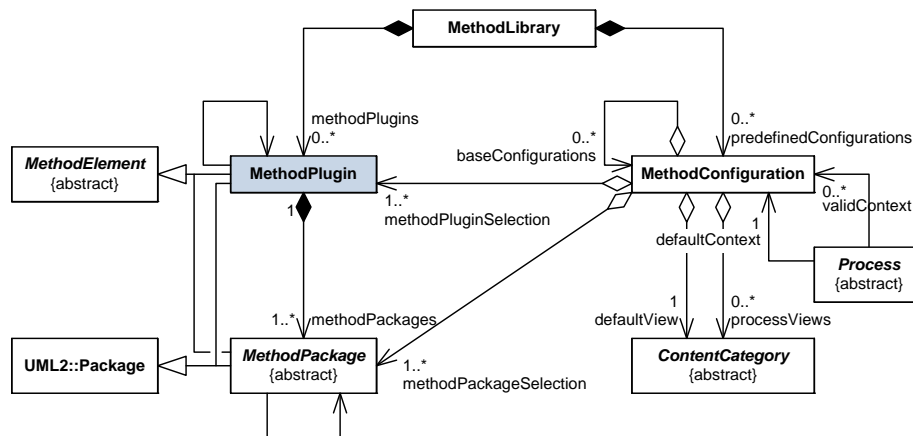 MethodLibrary
methodPlugins
0..*
0..*
predefinedConfigurations
0..*
baseConfigurations
MethodElement
{abstract}
MethodPlugin
MethodConfiguration
1
1..*
methodPluginSelection
0..*
validContext
defaultContext
1
Process
{abstract}
1..*
methodPackages
1
defaultView
0..*
processViews
UML2::Package
MethodPackage
{abstract}
1..*
methodPackageSelection
ContentCategory
{abstract}